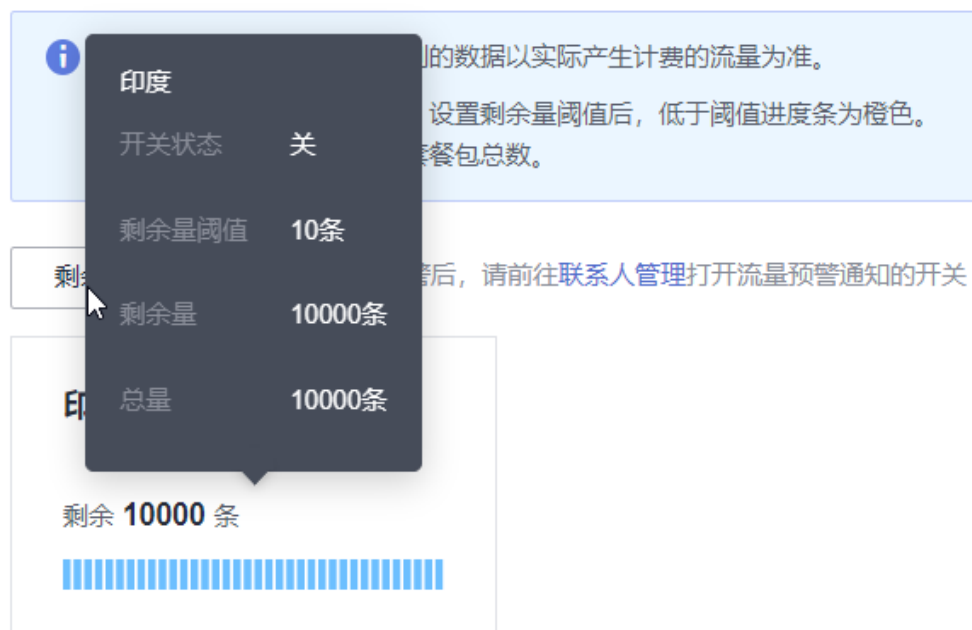 的数据以实际产生计费的流量为准。
设置剩余量阈值后，低于阈值进度条为橙色。
餐包总数。
印度
开关状态 关
剩余量阈值 10条
剩余量 10000条
总量 10000条
剩
后，请前往联系人管理打开流量预警通知的开关
印
剩余 10000 条